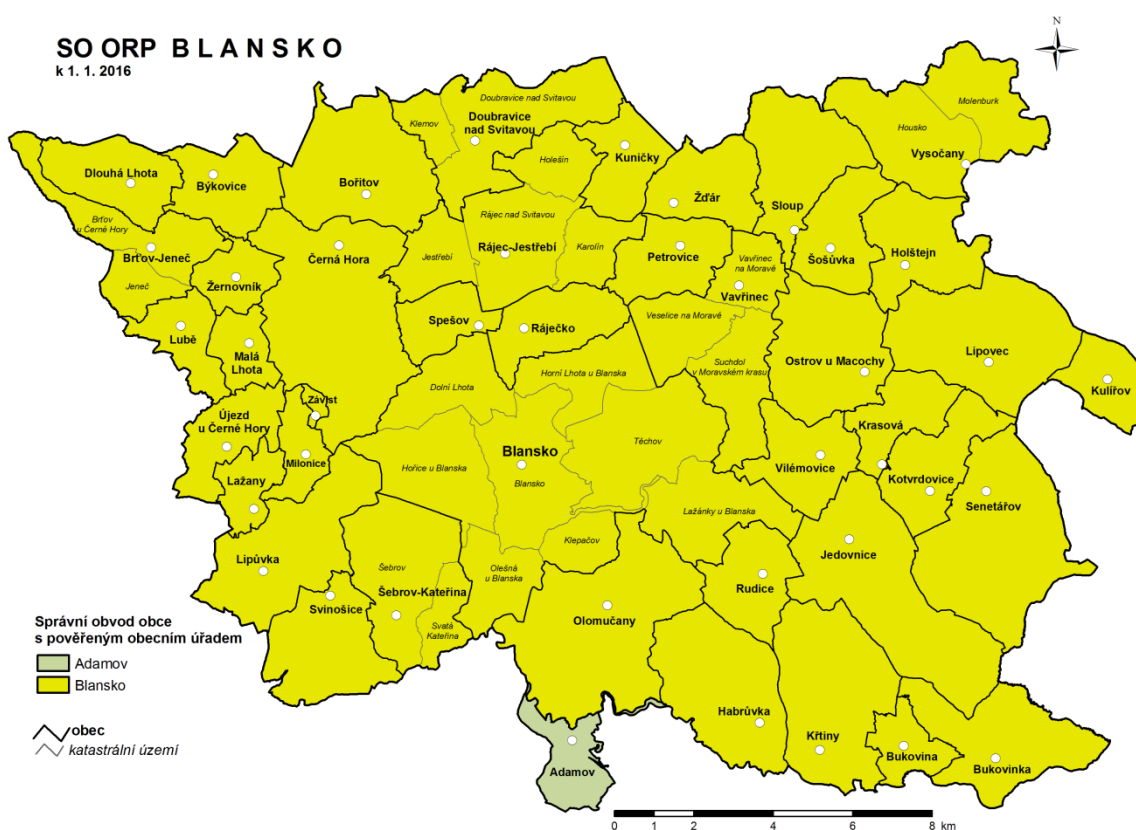 SO ORP BLANSKO
k 1. 1. 2016
N
Doubravice nad Svitavou
Klemov
Doubravice
nad Svitavou
Holešín
Kuničky
Molenburk
Housko
Vysočany
Dlouhá Lhota
Býkovice
Bořitov
Žďár
Sloup
Brťov
u Černé Hory
Brťov-Jeneč
Jeneč
Černá Hora
Žerovník
Rájec nad Svitavou
Rájec-Jestřebí
Jestřebí
Karolín
Petrovice
Vavřinec
na Moravě
Vavřinec
Šošůvka
Holštejn
Lubě
Malá
Lhota
Spešov
Ráječko
Veselice na Moravě
Suchdol
v Moravském krasu
Ostrov u Macochy
Lipovec
Kulířov
Dolní Lhota
Horní Lhota u Blanska
Závist
Újezd
u Černé Hory
Milonice
Lažany
Hořice u Blanska
Blansko
Blansko
Těchov
Vilémovice
Krasová
Kotvrdovice
Senetářov
Lažánky u Blanska
Klepačov
Jedovnice
Lipůvka
Šebrov
Šebrov-Kateřina
Olešná
u Blanska
Svatá
Kateřina
Svinošice
Olomučany
Rudice
Habrůvka
Křtiny
Bukovina
Bukovinka
Adamov
Správní obvod obce
s pověřeným obecním úřadem
Adamov
Blansko
obec
katastrální území
0 1 2 4 6 8 km